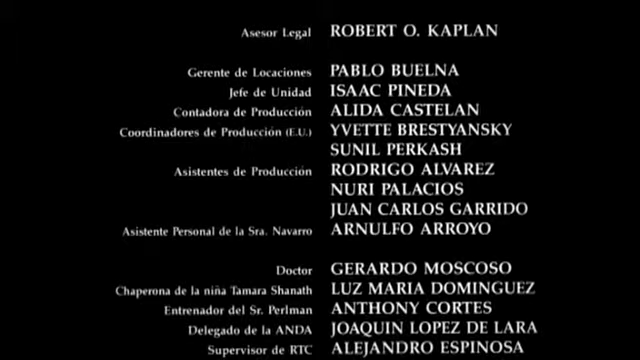 Asesor Legal ROBERT O. KAPLAN
Gerente de Locaciones PABLO BUELNA
Jefe de Unidad ISAAC PINEDA
Contadora de Producción ALIDA CASTELAN
Coordinadores de Producción (E.U.) YVETTE BRESTYANSKY
SUNIL PERKASH
Asistentes de Producción RODRIGO ALVAREZ
NURI PALACIOS
JUAN CARLOS GARRIDO
Asistente Personal de la Sra. Navarro ARNULFO ARROYO
Doctor GERARDO MOSCOSO
Chaperona de la niña Tamara Shanath LUZ MARIA DOMINGUEZ
Entrenador del Sr. Perlman ANTHONY CORTES
Delegado de la ANDA JOAQUIN LOPEZ DE LARA
Supervisor de RTC ALEJANDRO ESPINOSA